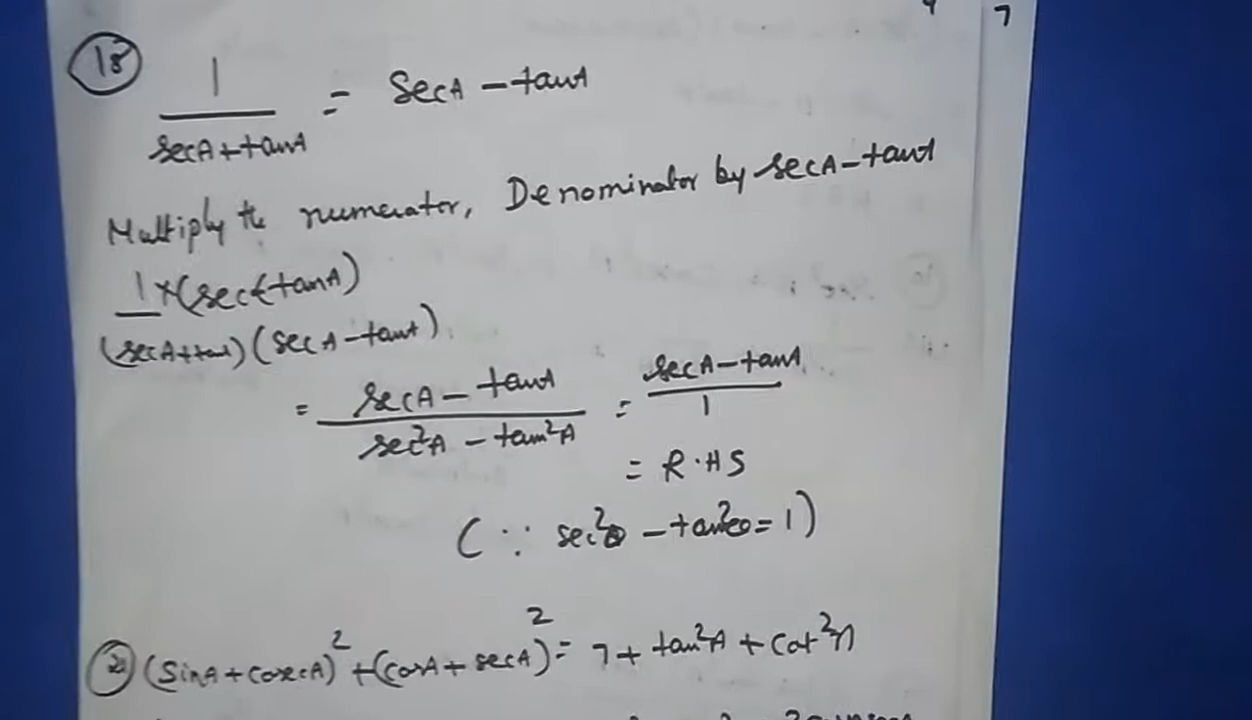 7
(18) 1/(secA+tanA) = SecA - tanA
Multiply the numerator, Denominator by secA-tanA
1×(sec tanA)
(secA+tanA)(secA-tanA)
= (secA - tanA)/(sec²A - tan²A) = (secA-tanA)/1
= R.HS
(∵ sec²θ - tan²θ = 1)
(SinA+cosecA)² + (cosA+secA)² = 7 + tan²A + cot²A